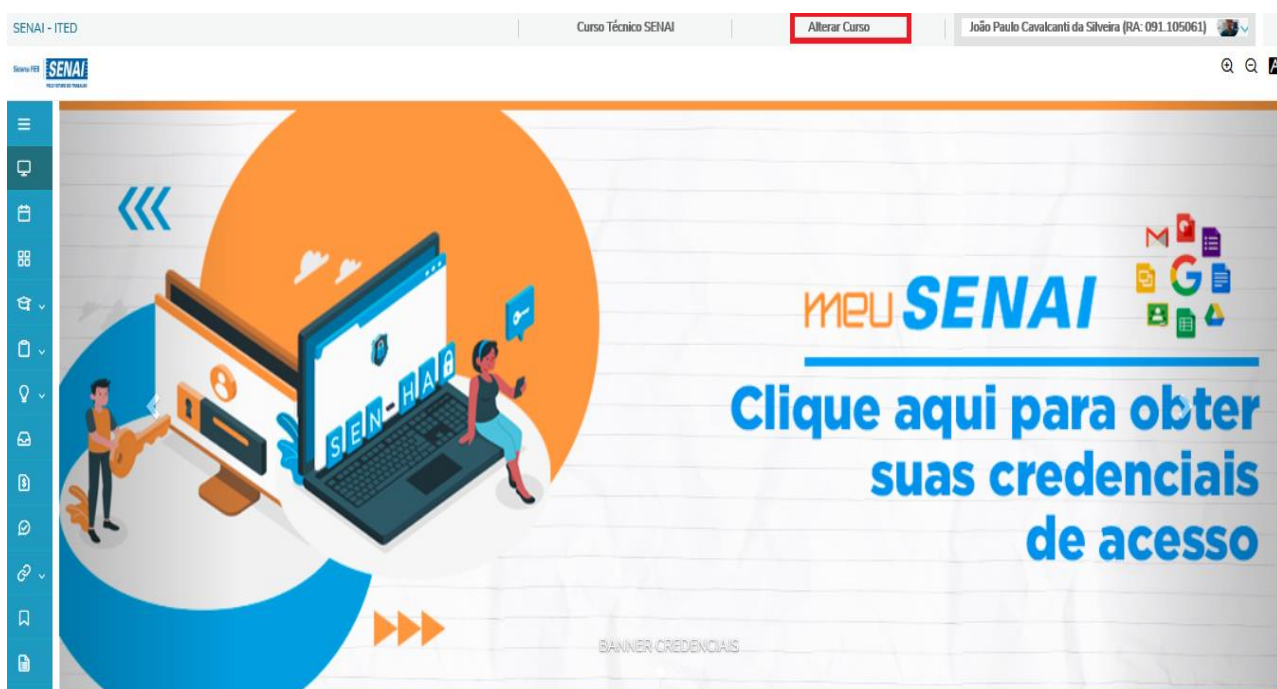 SENAI - ITED
Curso Técnico SENAI
Alterar Curso
João Paulo Cavalcanti da Silveira (RA: 091.105061)
SENAI
A
SEN-HA
meu SENAI
Clique aqui para obter
suas credenciais
de acesso
BANNER CREDENCIAIS